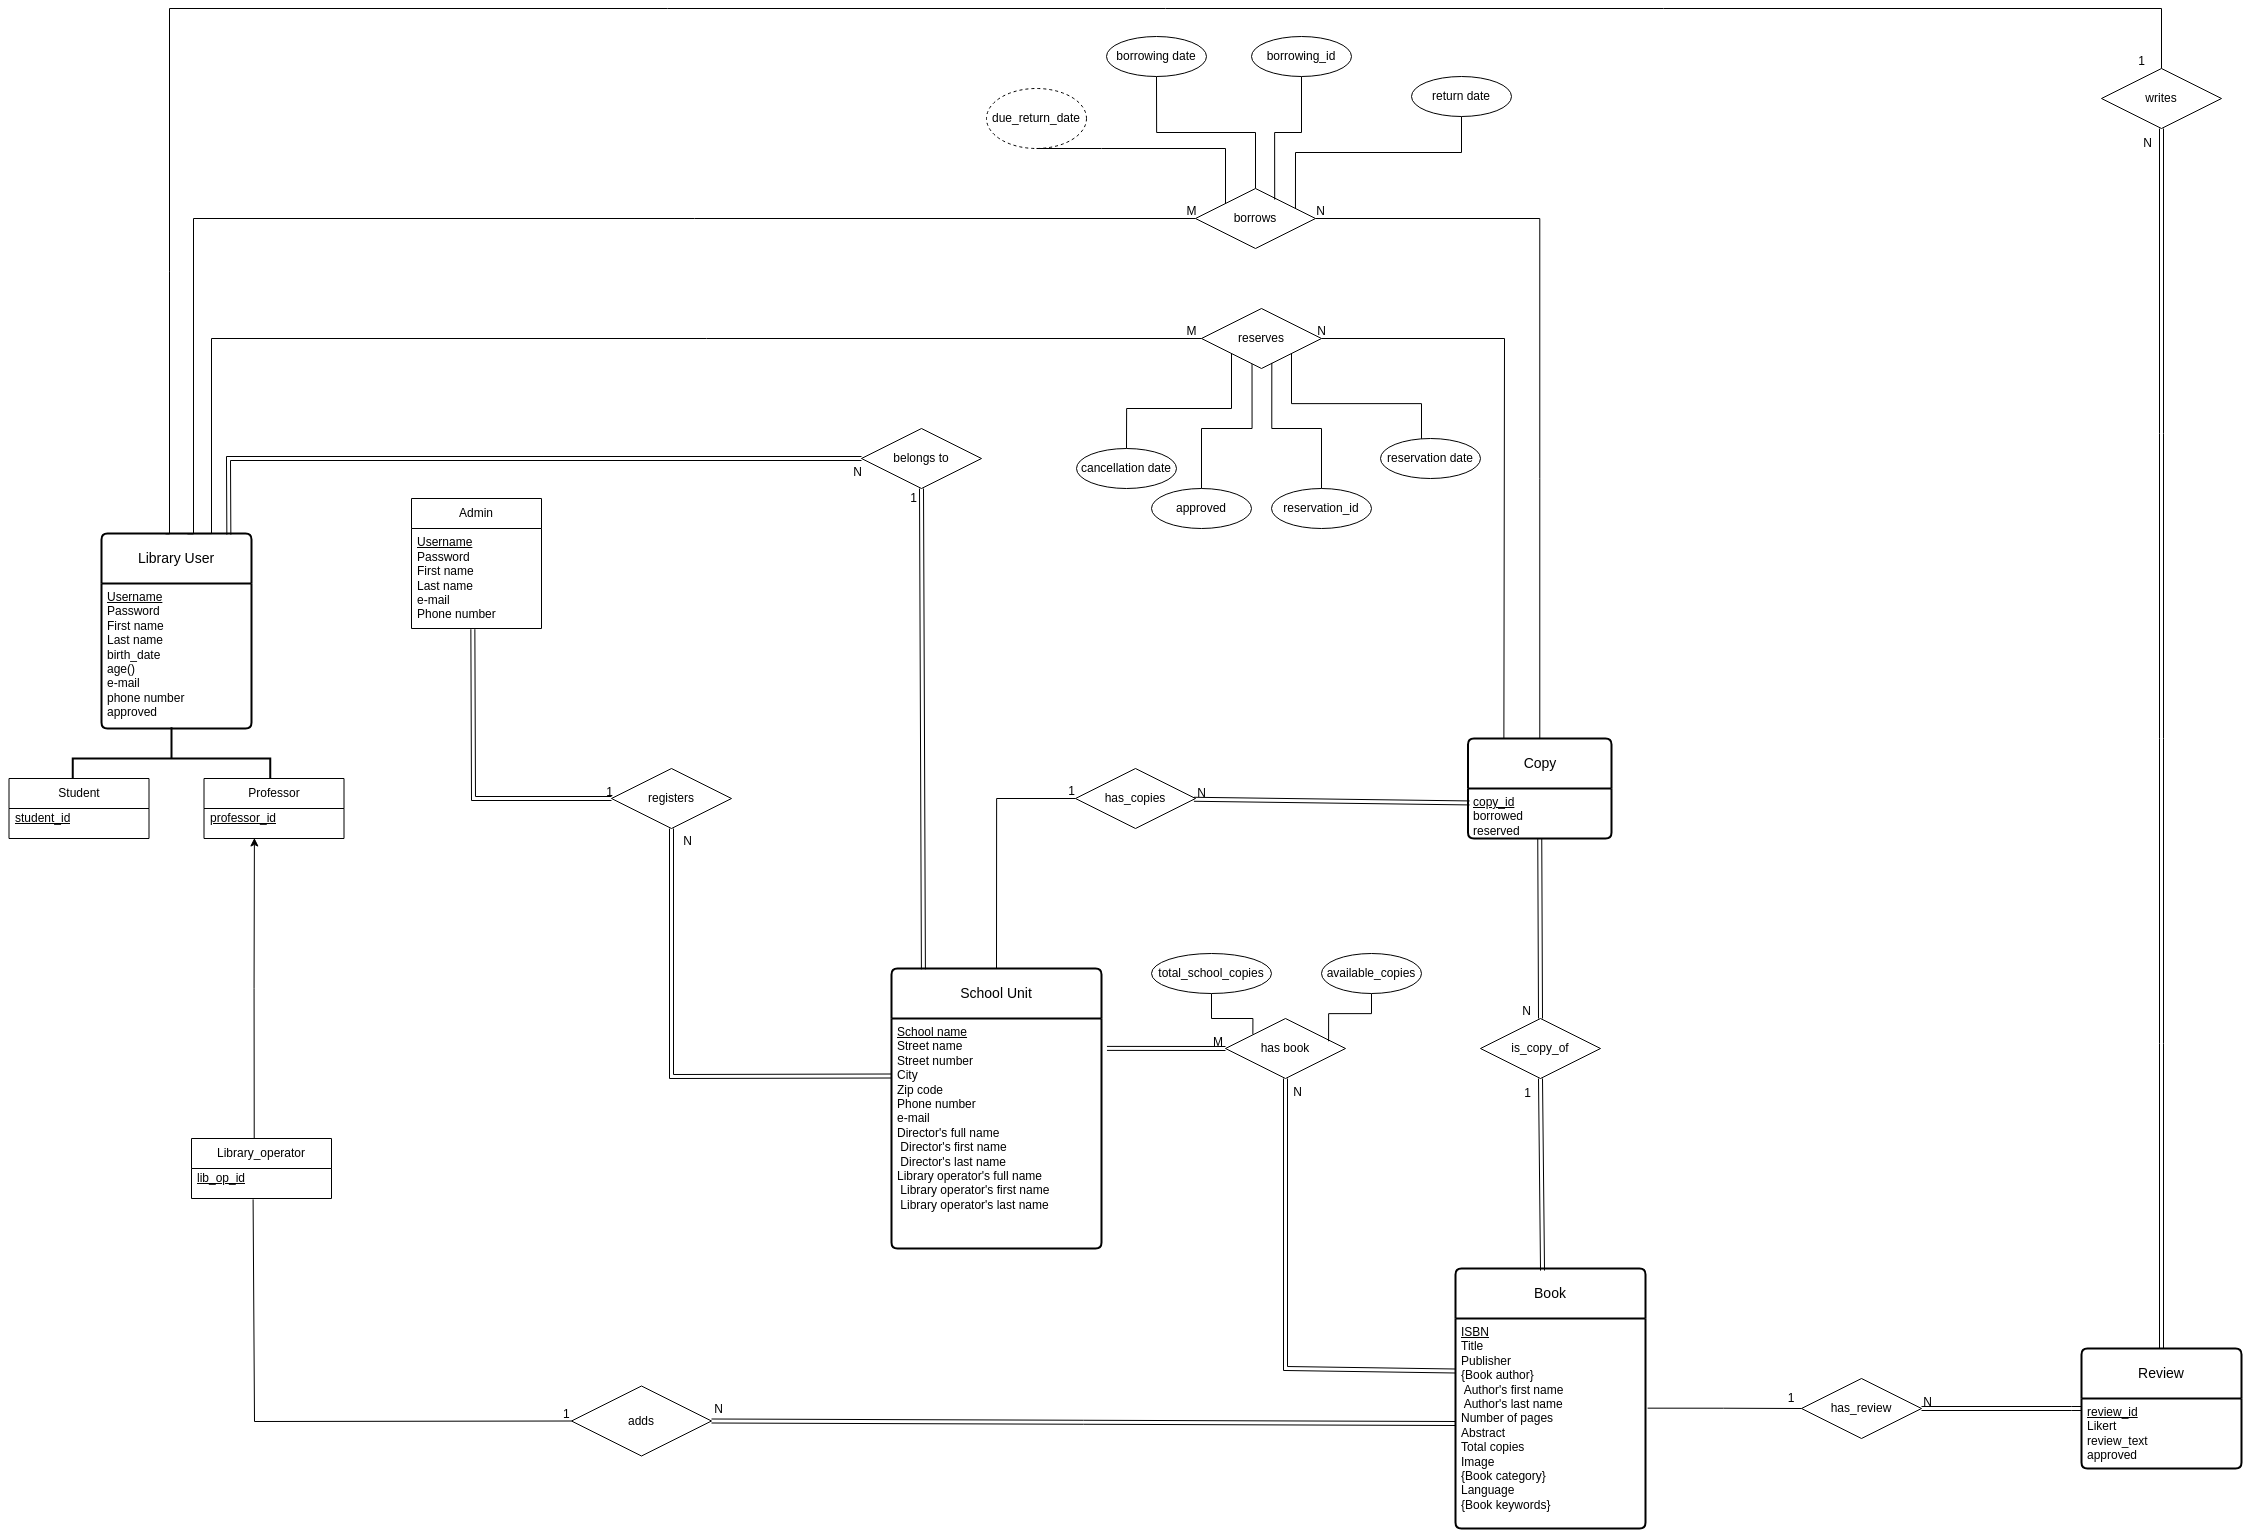 borrowing date
borrowing_id
1
return date
writes
due_return_date
N
M
borrows
N
M
reserves
N
belongs to
N
1
cancellation date
reservation date
approved
reservation_id
Admin
Username
Password
First name
Last name
e-mail
Phone number
Library User
Username
Password
First name
Last name
birth_date
age()
e-mail
phone number
approved
Student
student_id
Professor
professor_id
1
registers
N
1
has_copies
N
Copy
copy_id
borrowed
reserved
School Unit
School name
Street name
Street number
City
Zip code
Phone number
e-mail
Director's full name
Director's first name
Director's last name
Library operator's full name
Library operator's first name
Library operator's last name
total_school_copies
available_copies
M
has book
N
N
is_copy_of
1
Library_operator
lib_op_id
1
adds
N
Book
ISBN
Title
Publisher
{Book author}
Author's first name
Author's last name
Number of pages
Abstract
Total copies
Image
{Book category}
Language
{Book keywords}
1
has_review
N
Review
review_id
Likert
review_text
approved